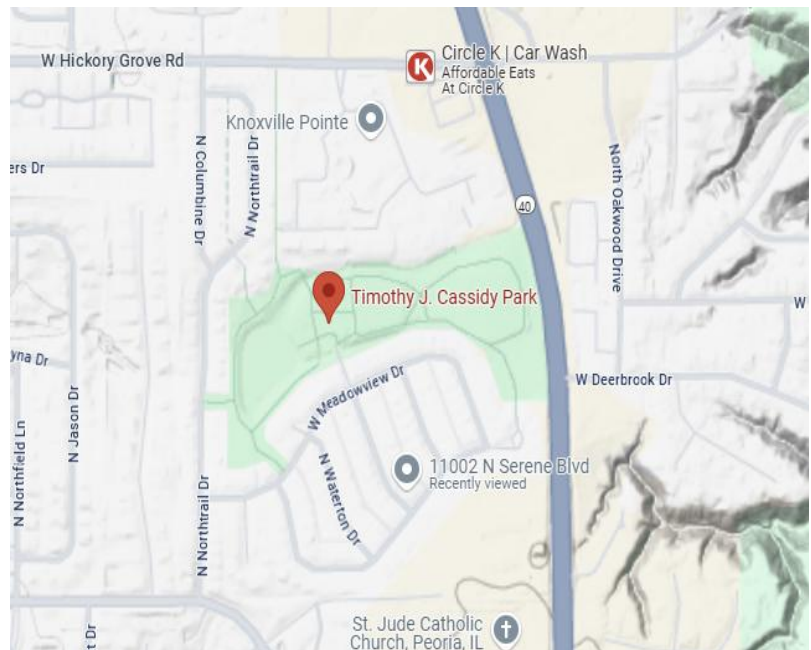 W Hickory Grove Rd
K
Circle K | Car Wash
Affordable Eats
At Circle K
Knoxville Pointe
N Columbine Dr
N Northtrail Dr
ers Dr
North Oakwood Drive
40
Timothy J. Cassidy Park
W
yna Dr
W Meadowview Dr
W Deerbrook Dr
N Jason Dr
N Northfield Ln
11002 N Serene Blvd
Recently viewed
N Waterton Dr
N Northtrail Dr
t Dr
St. Jude Catholic
Church, Peoria, IL